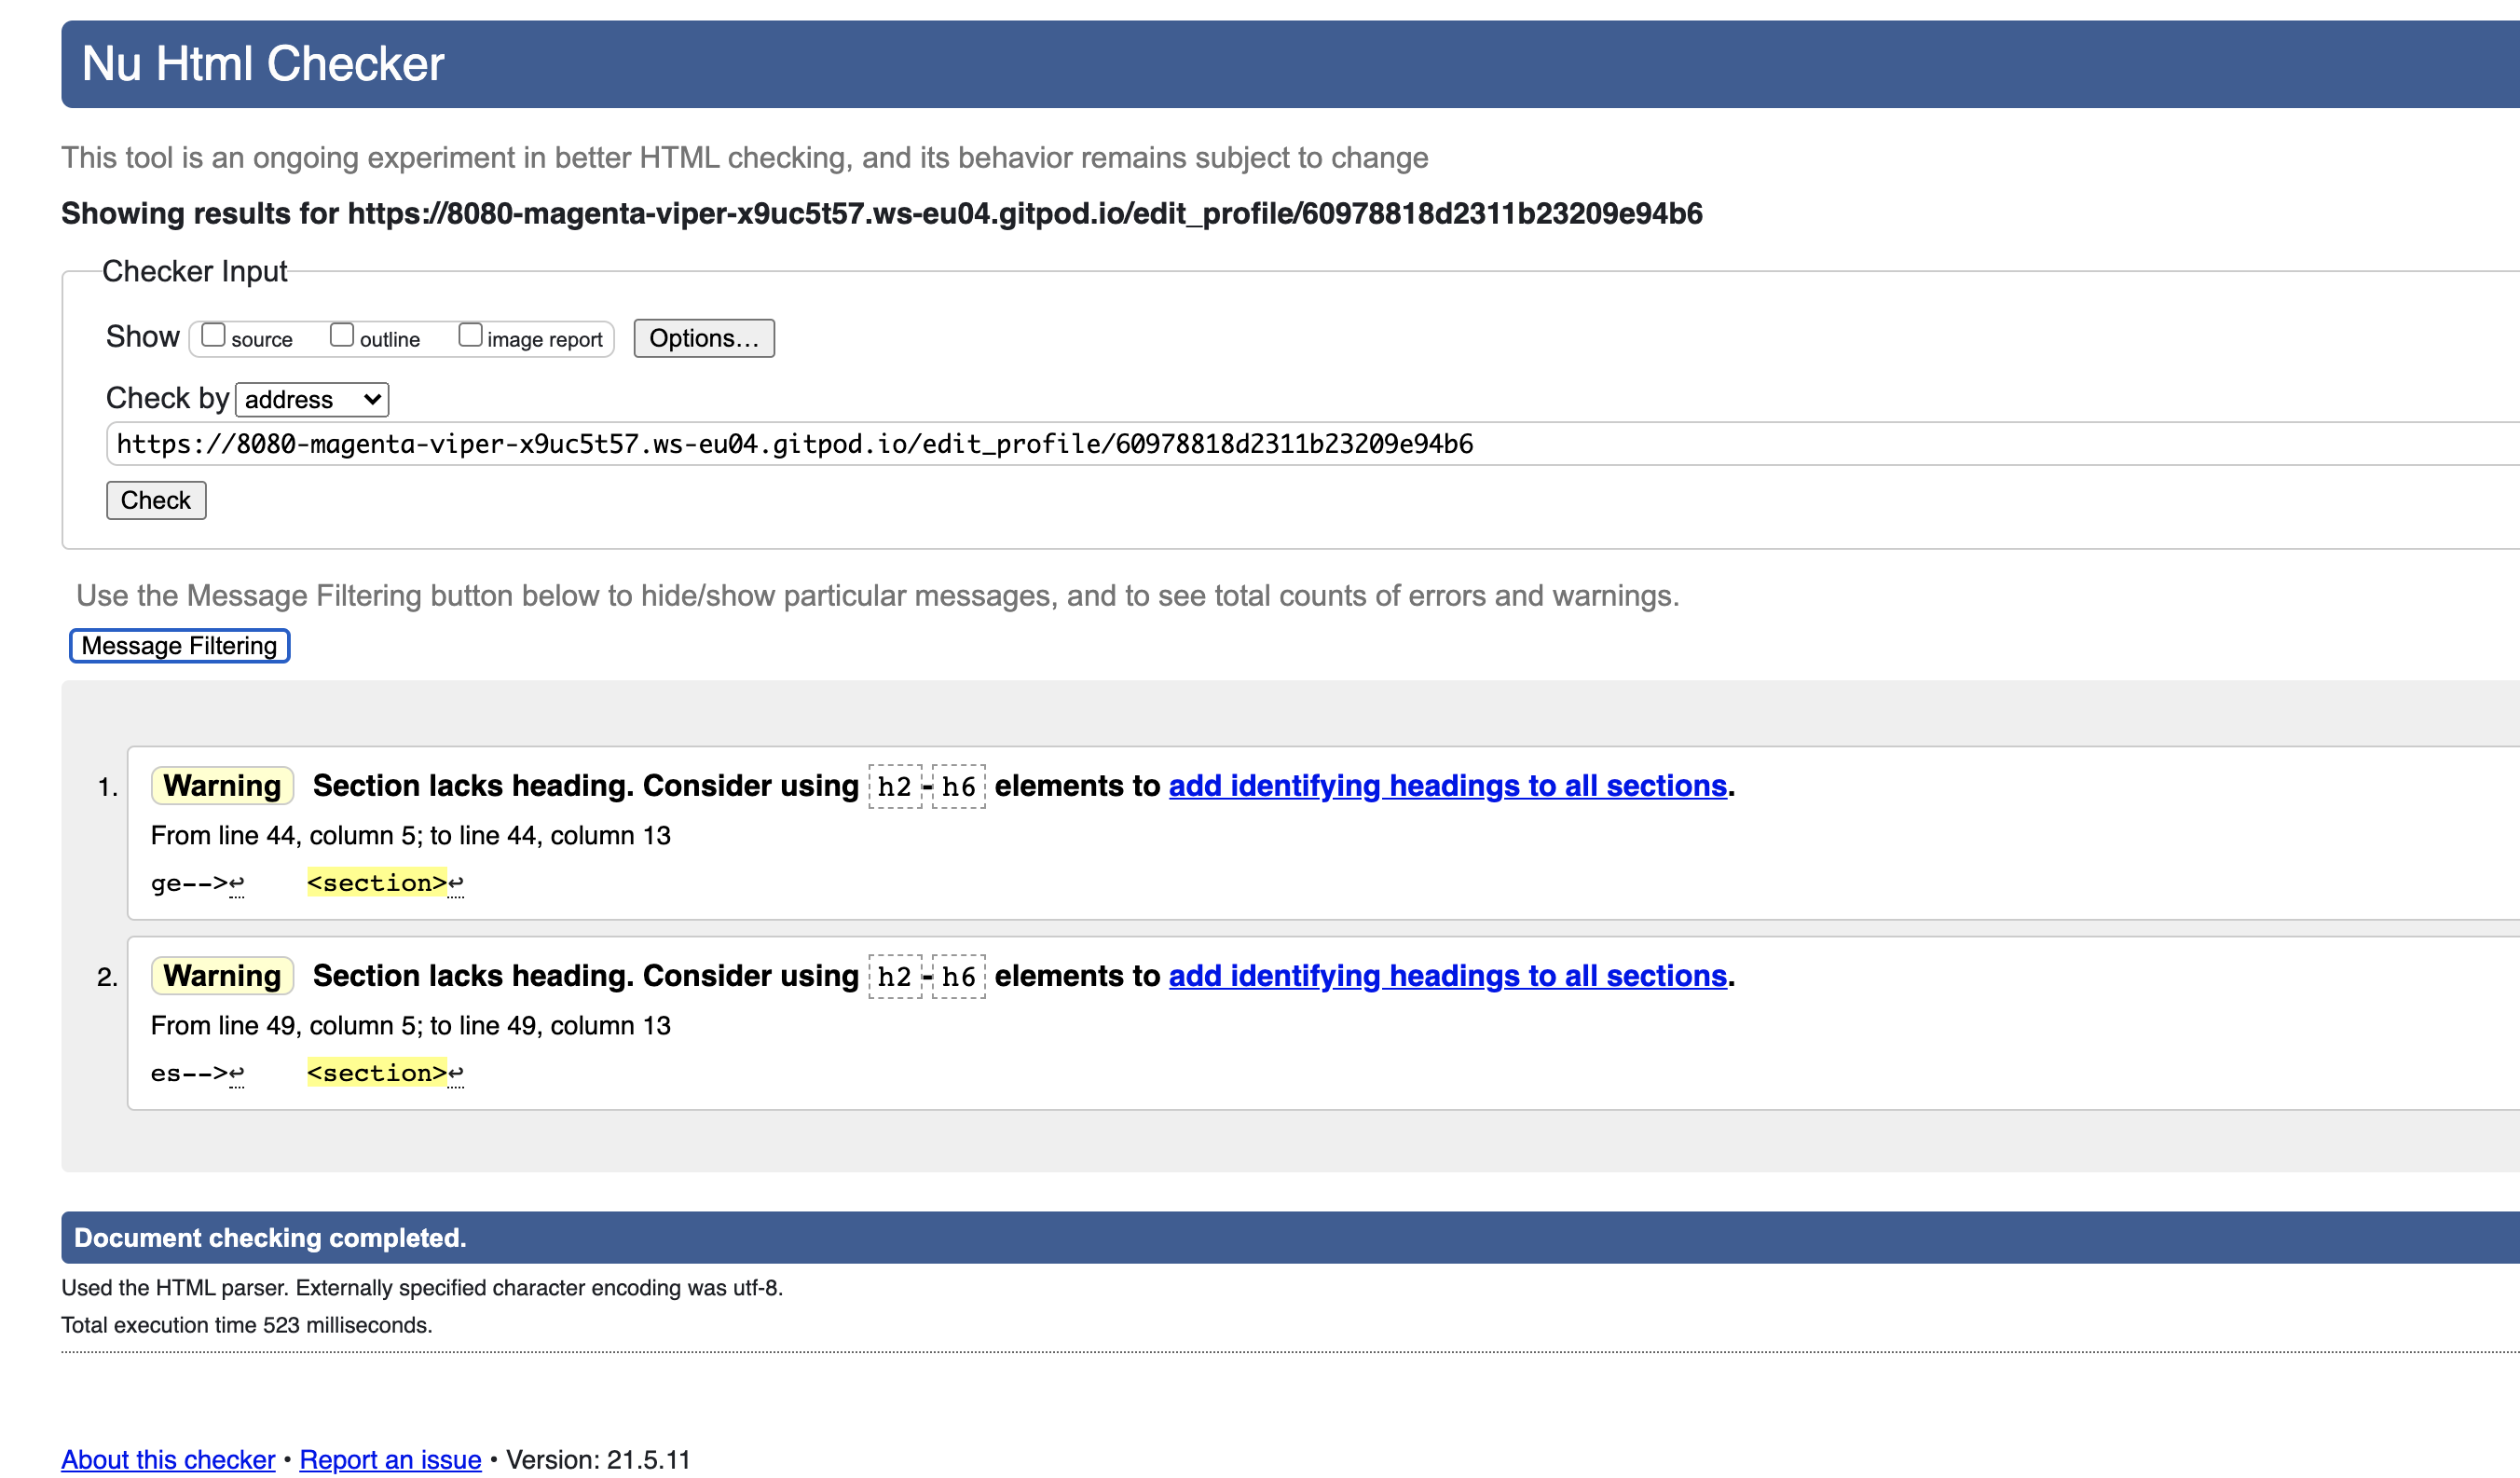 Nu Html Checker
This tool is an ongoing experiment in better HTML checking, and its behavior remains subject to change
Showing results for https://8080-magenta-viper-x9uc5t57.ws-eu04.gitpod.io/edit_profile/60978818d2311b23209e94b6
Checker Input
Show source outline image report Options...
Check by address
https://8080-magenta-viper-x9uc5t57.ws-eu04.gitpod.io/edit_profile/60978818d2311b23209e94b6
Check
Use the Message Filtering button below to hide/show particular messages, and to see total counts of errors and warnings.
Message Filtering
1. Warning Section lacks heading. Consider using h2-h6 elements to add identifying headings to all sections.
From line 44, column 5; to line 44, column 13
ge-->↩ <section>↩
2. Warning Section lacks heading. Consider using h2-h6 elements to add identifying headings to all sections.
From line 49, column 5; to line 49, column 13
es-->↩ <section>↩
Document checking completed.
Used the HTML parser. Externally specified character encoding was utf-8.
Total execution time 523 milliseconds.
About this checker • Report an issue • Version: 21.5.11